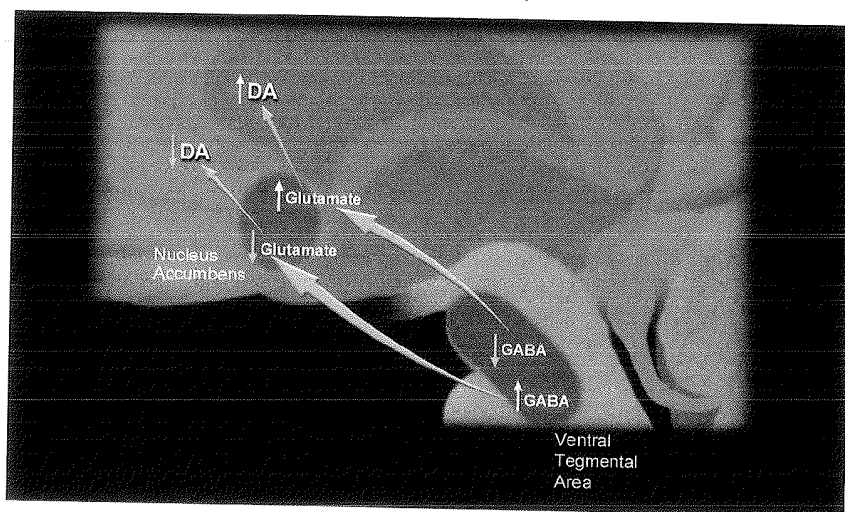 ↑ DA
↓ DA
↑ Glutamate
↓ Glutamate
Nucleus
Accumbens
↓ GABA
↑ GABA
Ventral
Tegmental
Area